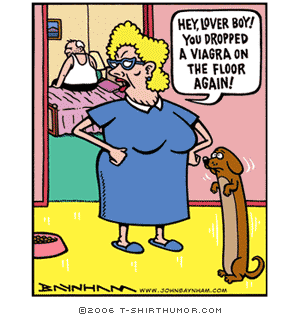 HEY, LOVER BOY!
YOU DROPPED
A VIAGRA ON
THE FLOOR
AGAIN!
BAYNHAM
WWW.JOHNBAYNHAM.COM
©2006 T-SHIRTHUMOR.COM